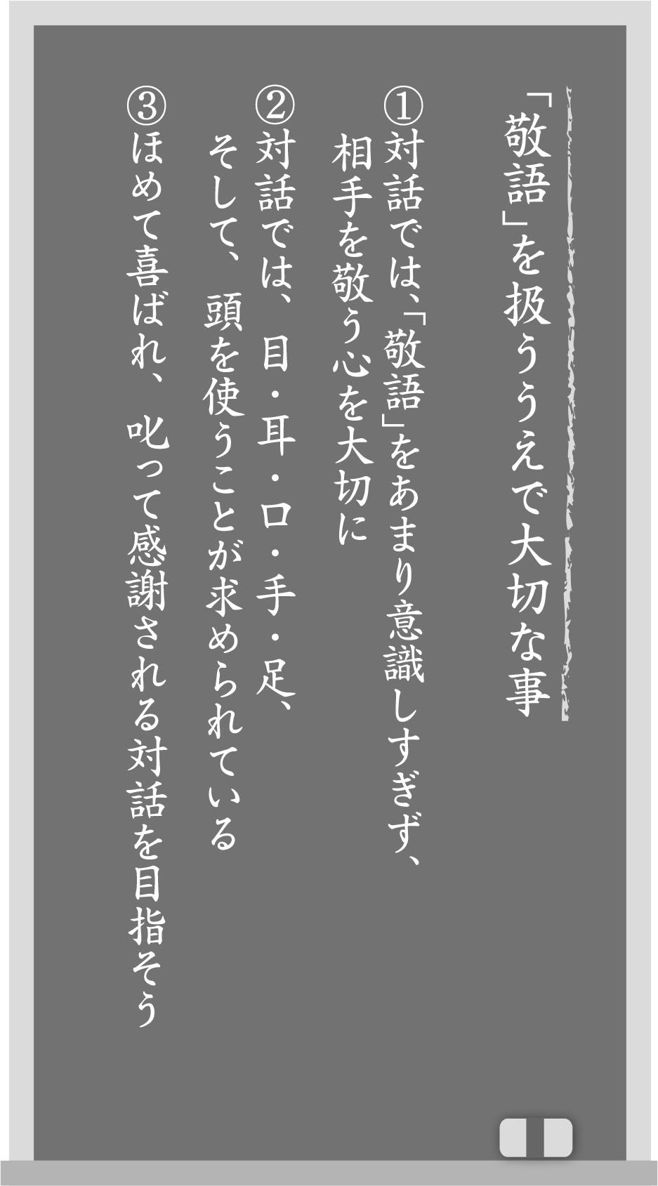 「敬語」を扱ううえで大切な事
①対話では、「敬語」をあまり意識しすぎず、
相手を敬う心を大切に
②対話では、目・耳・口・手・足、
そして、頭を使うことが求められている
③ほめて喜ばれ、叱って感謝される対話を目指そう